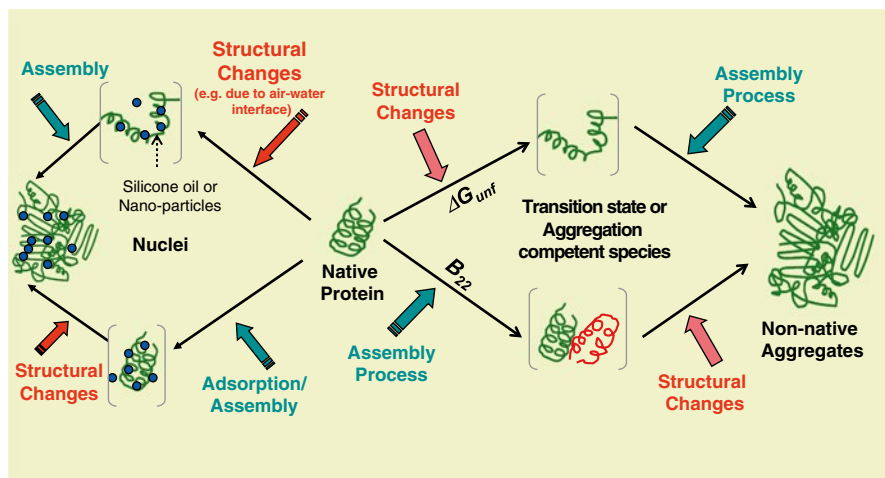 Assembly
Structural
Changes
(e.g. due to air-water
interface)
Silicone oil or
Nano-particles
Nuclei
Structural
Changes
Adsorption/
Assembly
Native
Protein
Structural
Changes
ΔG unf
B22
Assembly
Process
Transition state or
Aggregation
competent species
Assembly
Process
Structural
Changes
Non-native
Aggregates